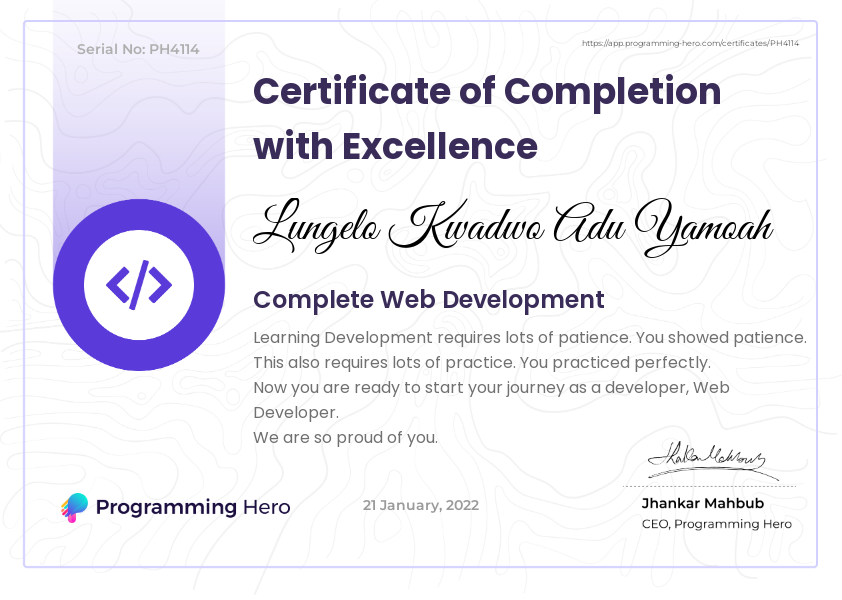 Serial No: PH4114
https://app.programming-hero.com/certificates/PH4114
Certificate of Completion
with Excellence
Lungelo Kwadwo Adu Yamoah
Complete Web Development
Learning Development requires lots of patience. You showed patience.
This also requires lots of practice. You practiced perfectly.
Now you are ready to start your journey as a developer, Web
Developer.
We are so proud of you.
Programming Hero
21 January, 2022
Jhankar Mahbub
CEO, Programming Hero